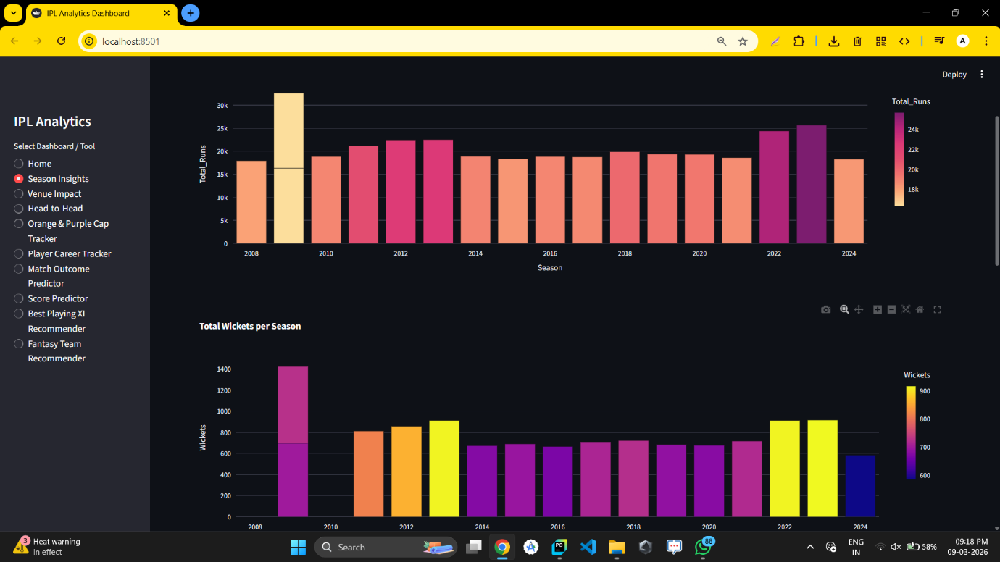 IPL Analytics Dashboard
localhost:8501
A
Deploy
IPL Analytics
Select Dashboard / Tool
Home
Season Insights
Venue Impact
Head-to-Head
Orange & Purple Cap
Tracker
Player Career Tracker
Match Outcome
Predictor
Score Predictor
Best Playing XI
Recommender
Fantasy Team
Recommender
Total_Runs
30k
25k
20k
15k
10k
5k
0
2008 2010 2012 2014 2016 2018 2020 2022 2024
Season
Total_Runs
24k
22k
20k
18k
Total Wickets per Season
Wickets
1400
1200
1000
800
600
400
200
0
2008 2010 2012 2014 2016 2018 2020 2022 2024
Wickets
900
800
700
600
3
Heat warning
In effect
Search
PC
88
ENG
IN
58%
09:18 PM
09-03-2026